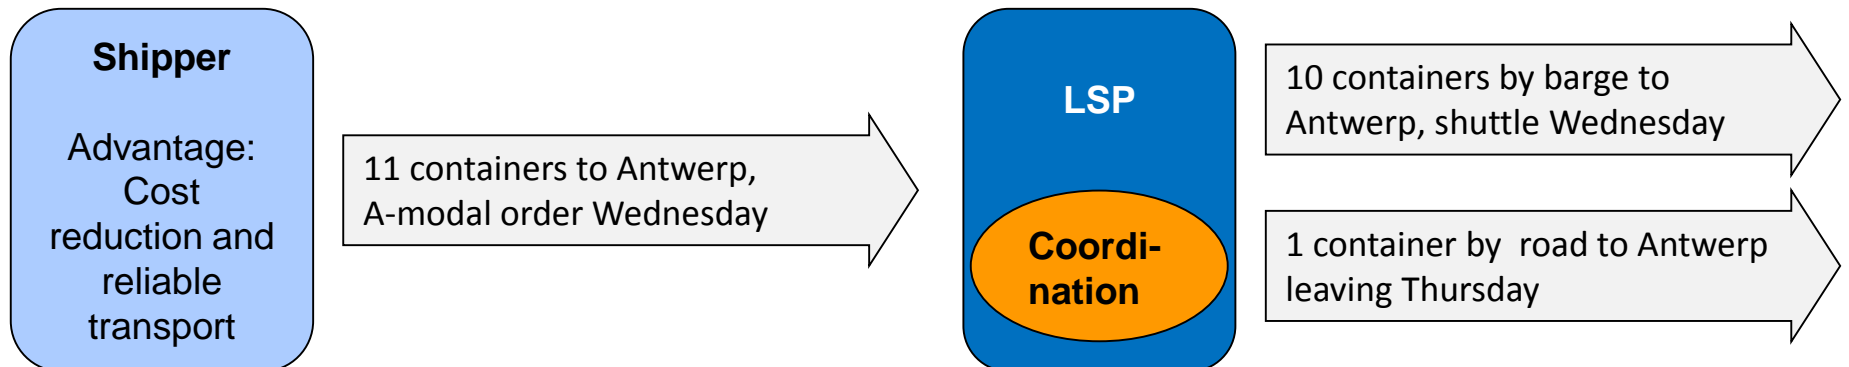 Shipper
Advantage:
Cost
reduction and
reliable
transport
11 containers to Antwerp,
A-modal order Wednesday
LSP
Coordi-
nation
10 containers by barge to
Antwerp, shuttle Wednesday
1 container by  road to Antwerp
leaving Thursday